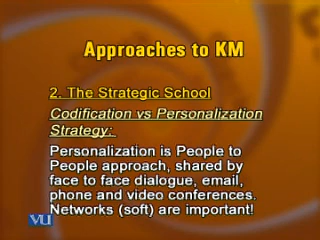 Approaches to KM
2. The Strategic School
Codification vs Personalization
Strategy:
Personalization is People to
People approach, shared by
face to face dialogue, email,
phone and video conferences.
Networks (soft) are important!
VU